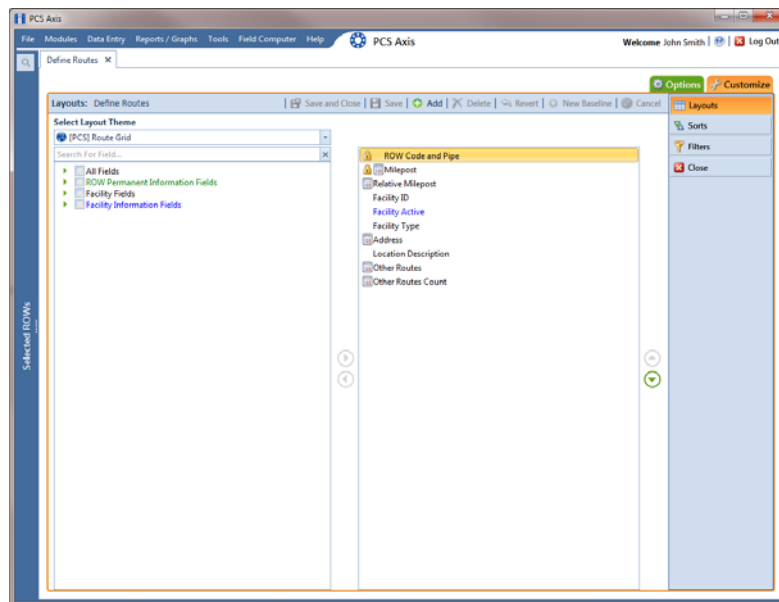 PCS Axis
File Modules Data Entry Reports / Graphs Tools Field Computer Help PCS Axis Welcome John Smith | Log Out
Define Routes
Options Customize
Layouts: Define Routes | Save and Close | Save | Add | Delete | Revert | New Baseline | Cancel
Layouts
Select Layout Theme
Sorts
[PCS] Route Grid
Filters
Search For Field...
ROW Code and Pipe
Close
All Fields
Milepost
ROW Permanent Information Fields
Relative Milepost
Facility Fields
Facility ID
Facility Information Fields
Facility Active
Facility Type
Address
Location Description
Other Routes
Other Routes Count
Selected ROWs